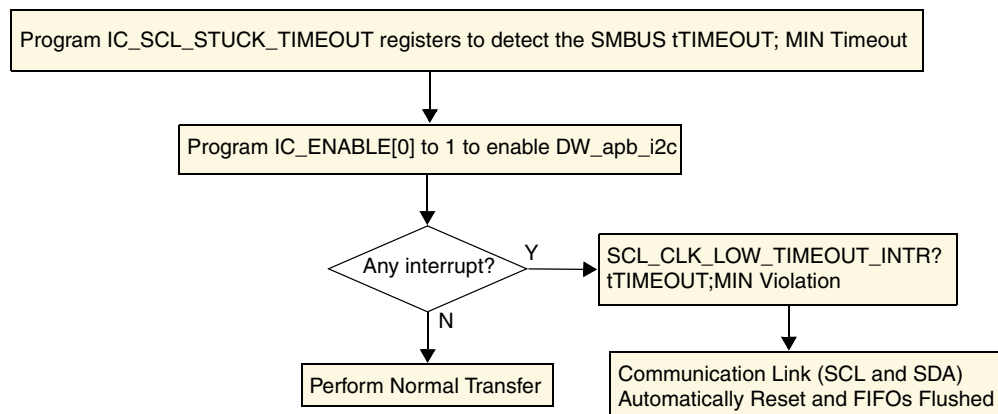 Program IC_SCL_STUCK_TIMEOUT registers to detect the SMBUS tTIMEOUT; MIN Timeout
Program IC_ENABLE[0] to 1 to enable DW_apb_i2c
Any interrupt?
Y
SCL_CLK_LOW_TIMEOUT_INTR?
tTIMEOUT;MIN Violation
N
Perform Normal Transfer
Communication Link (SCL and SDA)
Automatically Reset and FIFOs Flushed